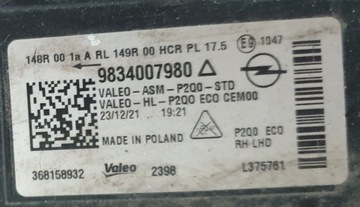 148R 00 1a A RL 149R 00 HCR PL 17.5
E9 1047
9834007980
VALEO-ASM-P2QO-STD
VALEO-HL-P2QO ECO CEM00
23/12/21 19:21
MADE IN POLAND
P2QO ECO
RH LHD
368158932 Valeo 2398 L375761